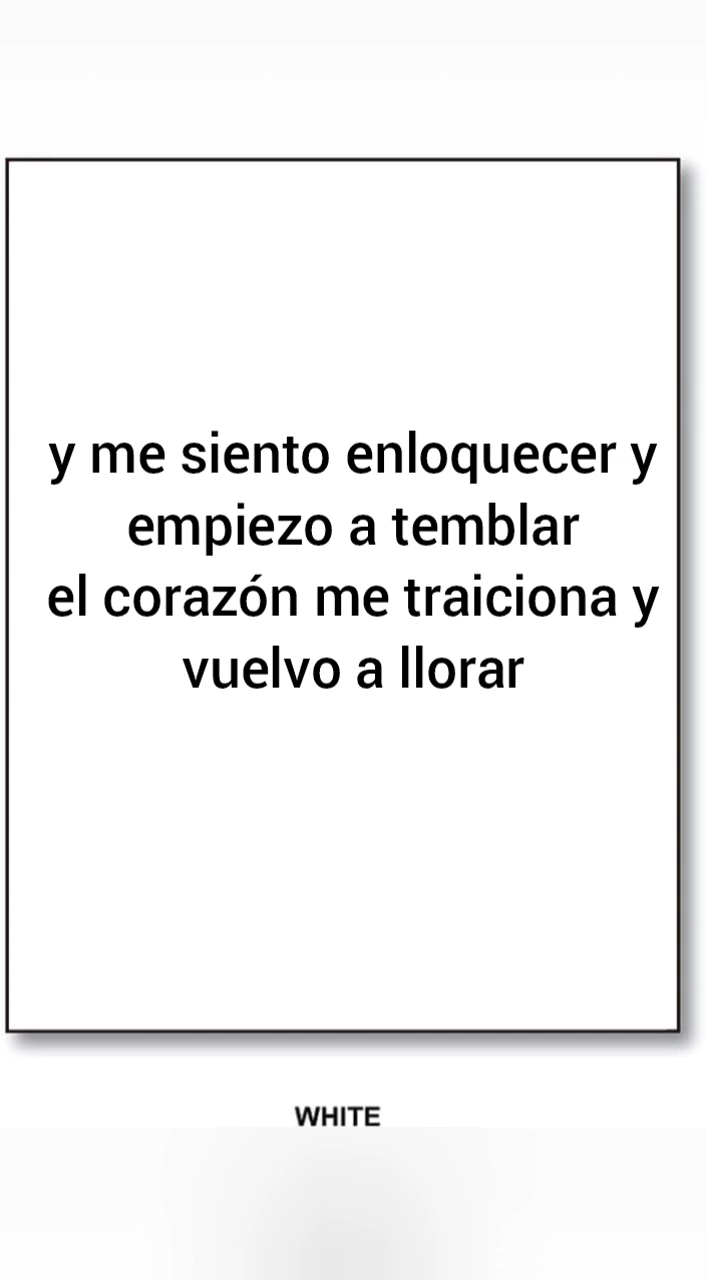 y me siento enloquecer y
empiezo a temblar
el corazón me traiciona y
vuelvo a llorar
WHITE